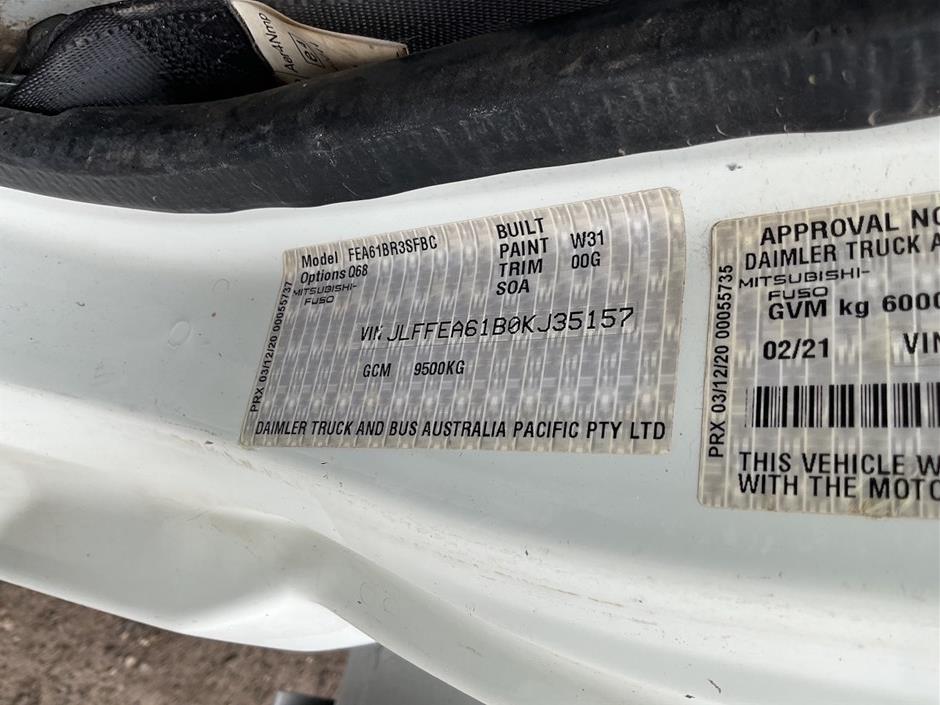 Aer4Nmp
Model FEA61BR3SFBC
Options Q68
MITSUBISHI-
FUSO
BUILT
PAINT W31
TRIM 00G
SOA
VIN JLFFEA61B0KJ35157
GCM 9500KG
DAIMLER TRUCK AND BUS AUSTRALIA PACIFIC PTY LTD
PRX 03/12/20 00055737
APPROVAL NO
DAIMLER TRUCK A
MITSUBISHI-
FUSO
GVM kg 6000
02/21 VIN
THIS VEHICLE W
WITH THE MOTO
PRX 03/12/20 00055735